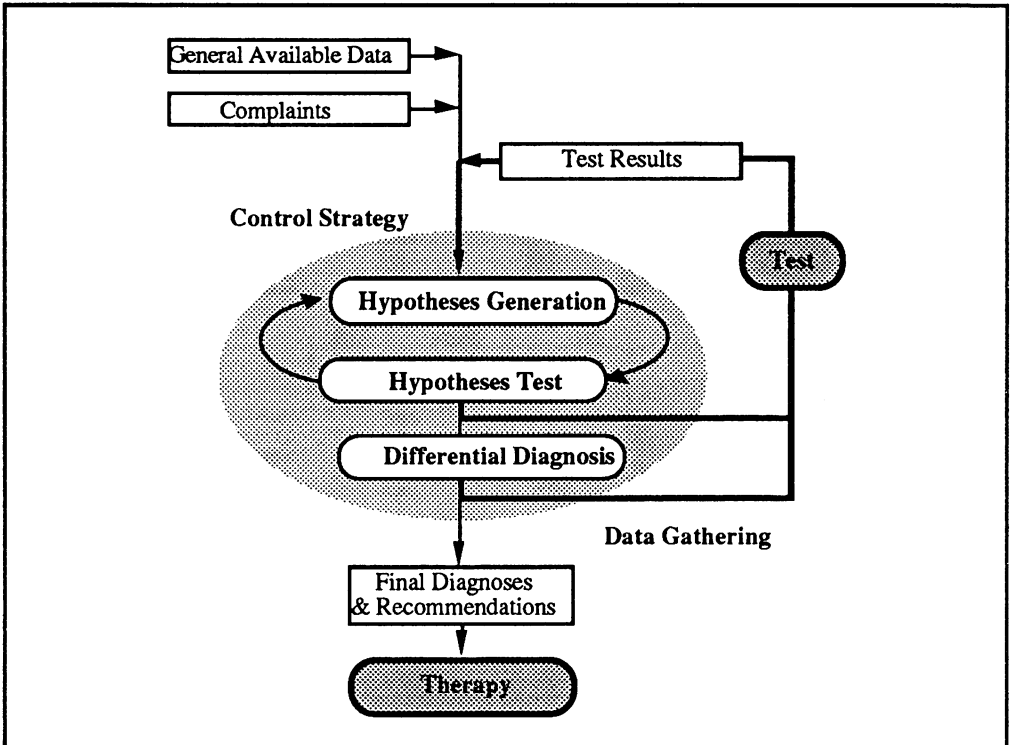 General Available Data
Complaints
Test Results
Control Strategy
Test
Hypotheses Generation
Hypotheses Test
Differential Diagnosis
Data Gathering
Final Diagnoses
& Recommendations
Therapy